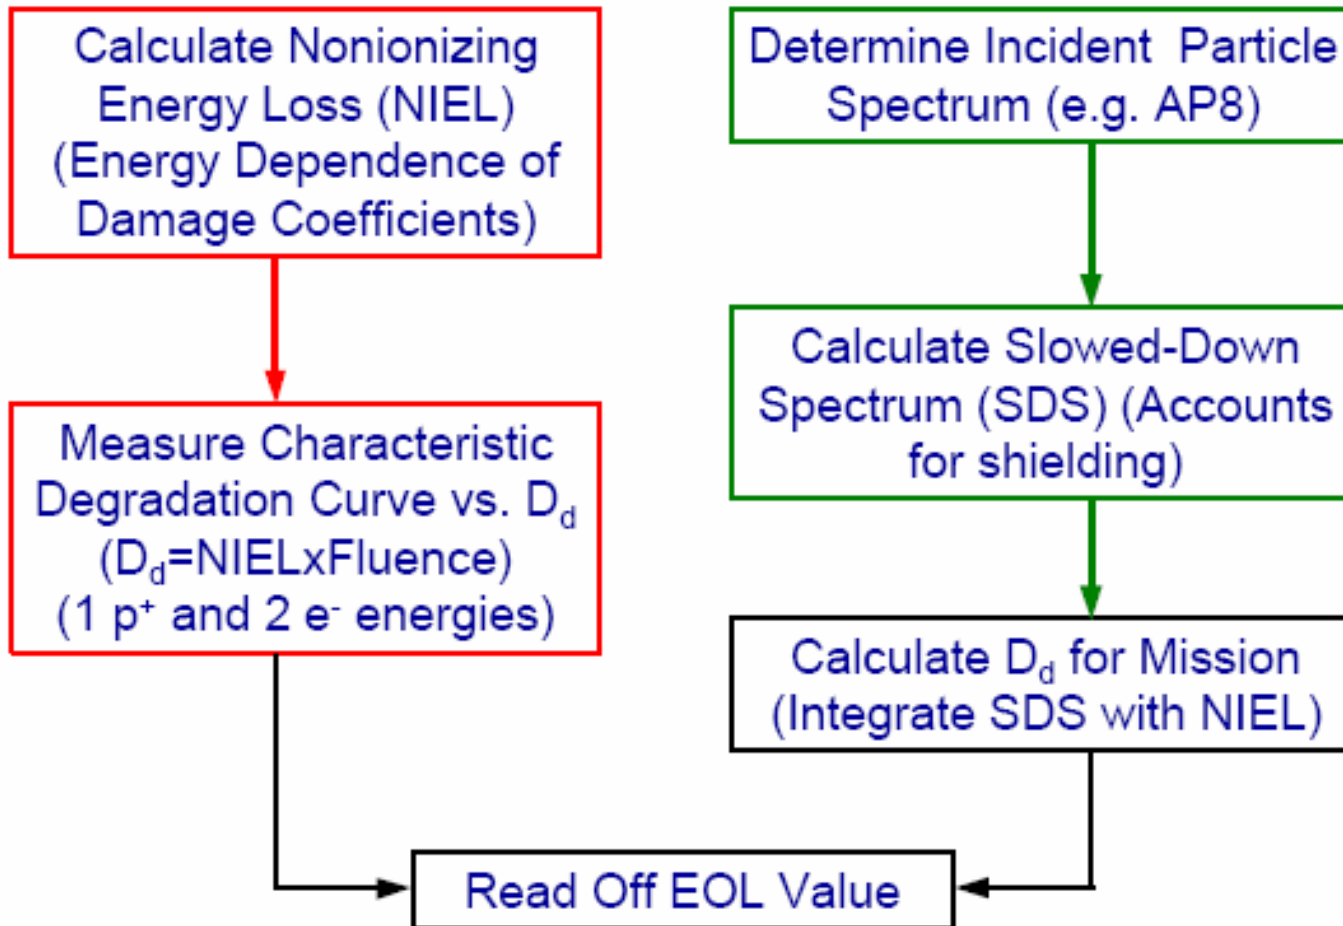 Calculate Nonionizing
Energy Loss (NIEL)
(Energy Dependence of
Damage Coefficients)
Measure Characteristic
Degradation Curve vs. Dd
(Dd=NIELxFluence)
(1 p+ and 2 e- energies)
Determine Incident Particle
Spectrum (e.g. AP8)
Calculate Slowed-Down
Spectrum (SDS) (Accounts
for shielding)
Calculate Dd for Mission
(Integrate SDS with NIEL)
Read Off EOL Value